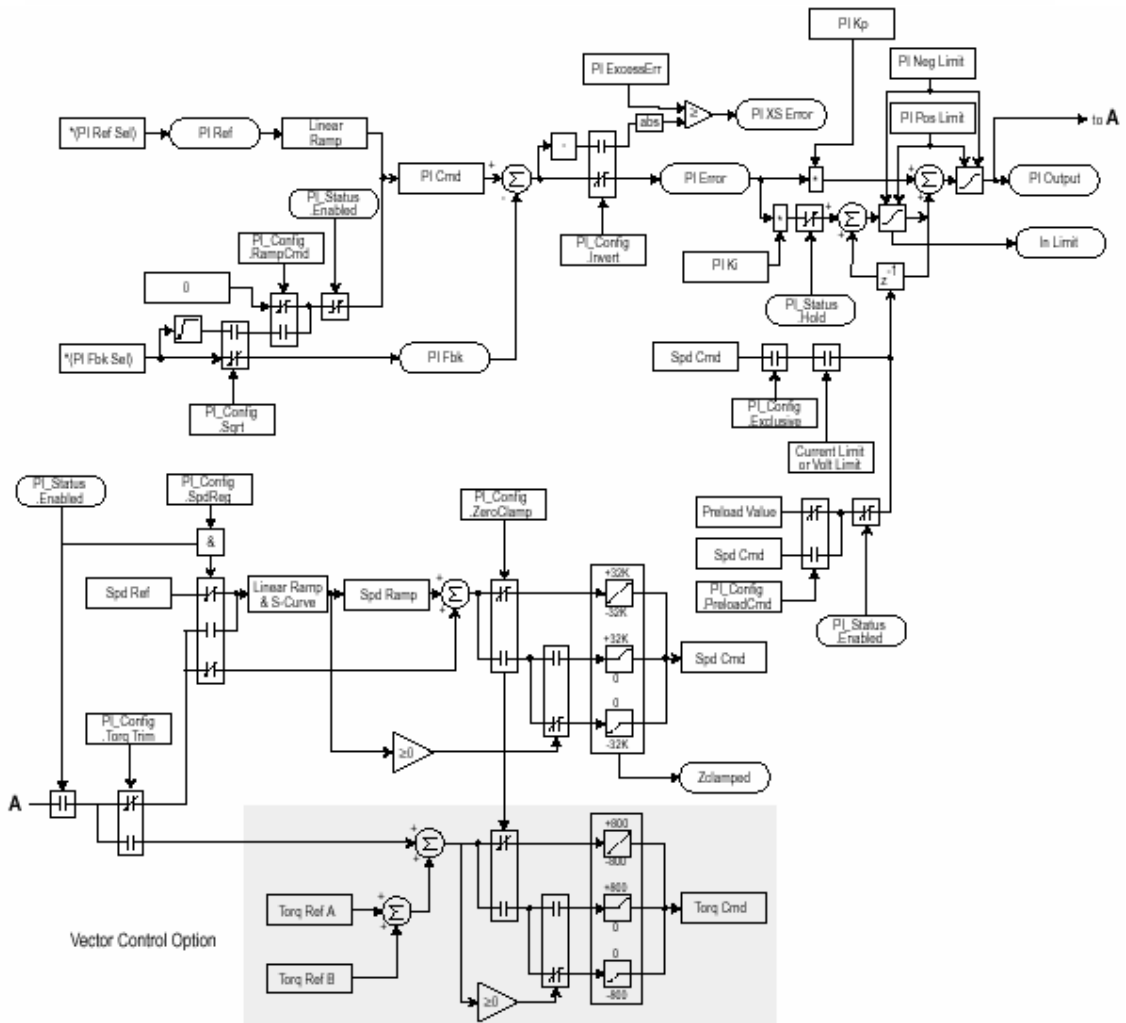 PI Kp
PI ExcessErr
PI Neg Limit
≥
PI XS Error
abs
PI Pos Limit
to A
*(PI Ref Sel)
PI Ref
Linear
Ramp
-
+
PI Cmd
Σ
-
PI Error
*
+
Σ
+
PI Output
PI_Status
.Enabled
PI_Config
.RampCmd
PI_Config
.Invert
*
+
Σ
+
In Limit
PI Ki
z-1
0
PI_Status
.Hold
*(PI Fbk Sel)
PI Fbk
Spd Cmd
PI_Config
.Sqrt
PI_Config
.Exclusive
Current Limit
or Volt Limit
PI_Status
.Enabled
PI_Config
.SpdReg
PI_Config
.ZeroClamp
Preload Value
&
Spd Cmd
Spd Ref
Linear Ramp
& S-Curve
Spd Ramp
+
Σ
+
+32K
-32K
PI_Config
.PreloadCmd
PI_Status
.Enabled
+32K
0
Spd Cmd
0
-32K
PI_Config
.Torq Trim
≥0
Zclamped
A
+
Σ
+
+800
-800
Torq Ref A
+
Σ
+
+800
0
Torq Cmd
Vector Control Option
Torq Ref B
≥0
0
-800